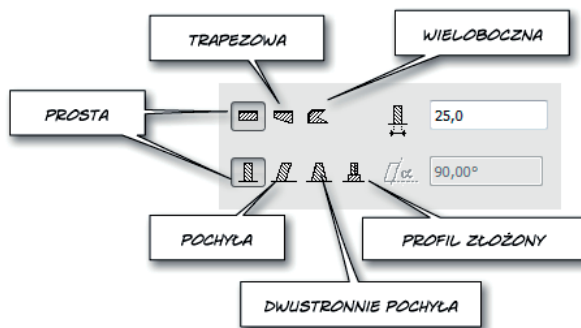 TRAPEZOWA
WIELOBOCZNA
PROSTA
25,0
α
90,00°
POCHYŁA
PROFIL ZŁOŻONY
DWUSTRONNIE POCHYŁA